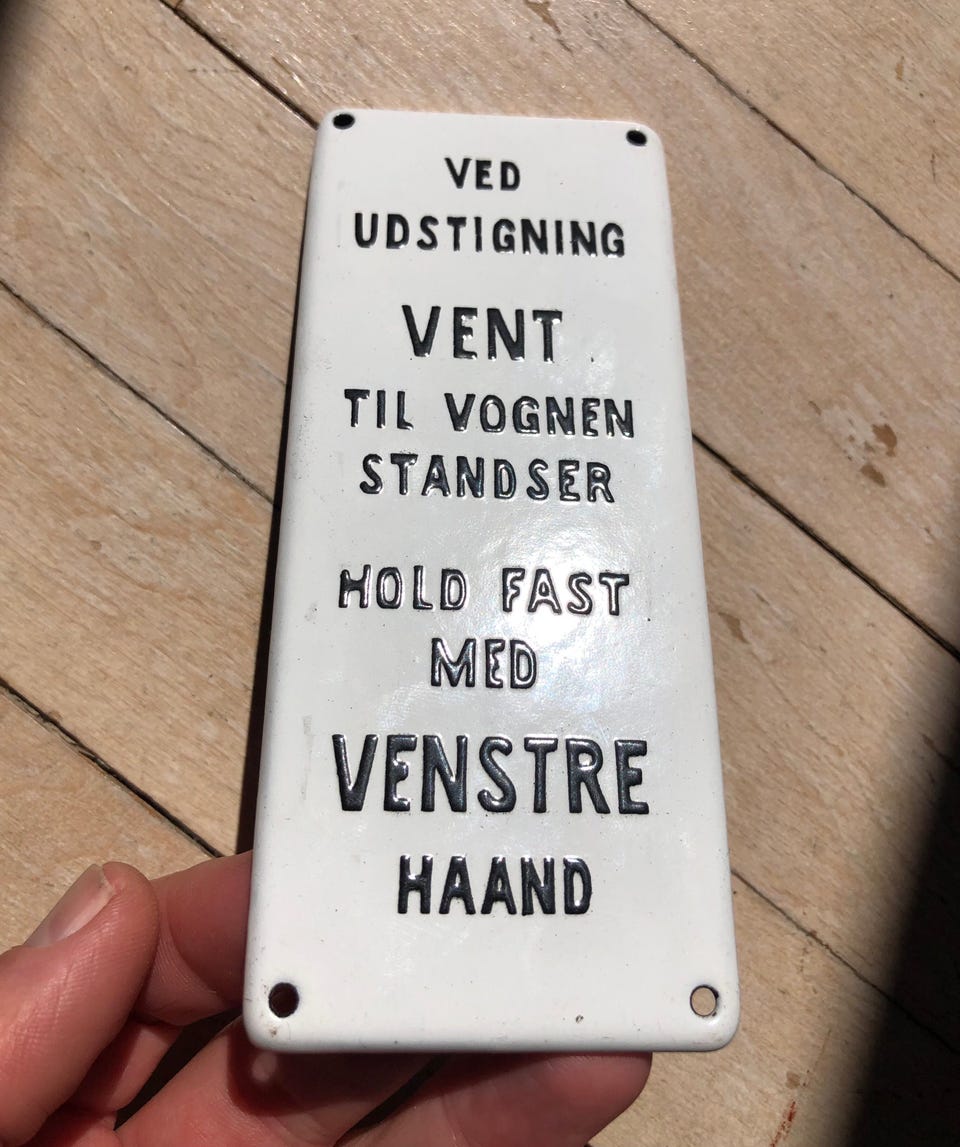 VED
UDSTIGNING
VENT
TIL VOGNEN
STANDSER
HOLD FAST
MED
VENSTRE
HAAND